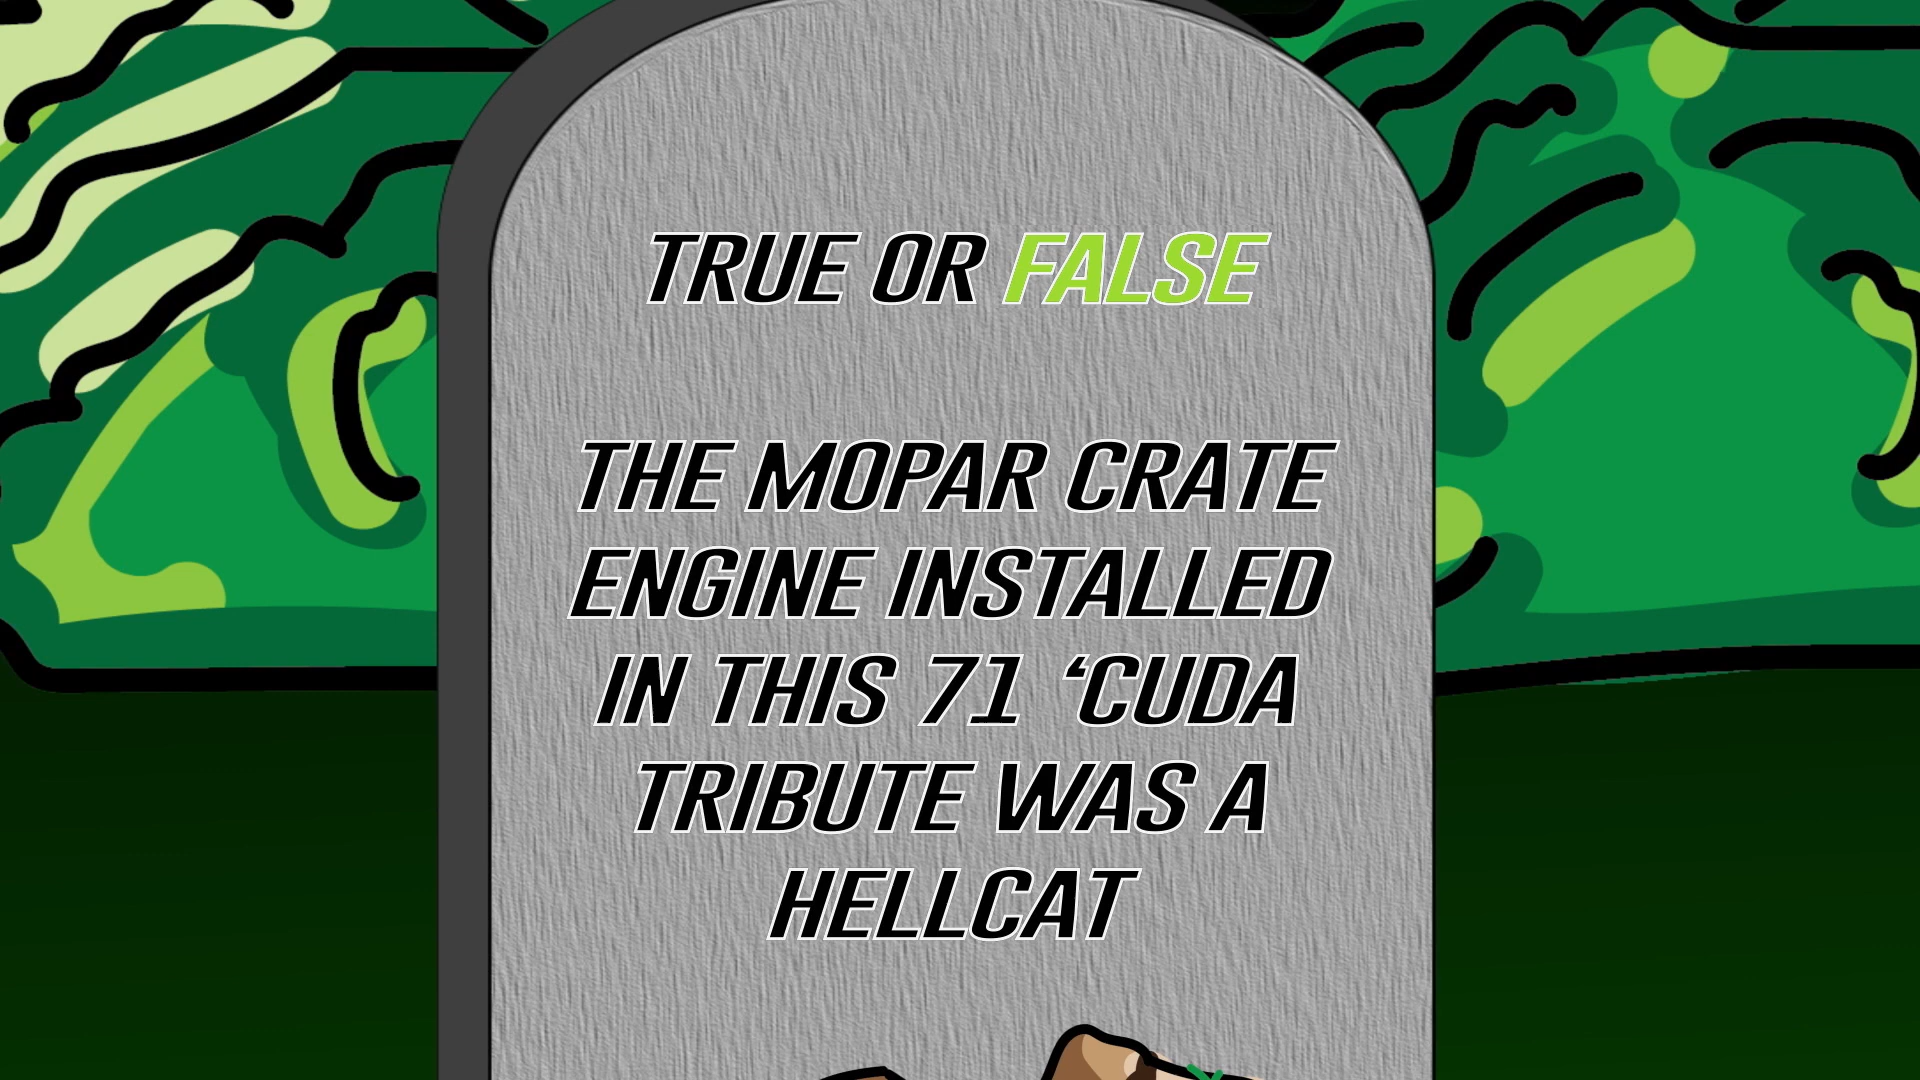 TRUE OR FALSE
THE MOPAR CRATE
ENGINE INSTALLED
IN THIS 71 ‘CUDA
TRIBUTE WAS A
HELLCAT